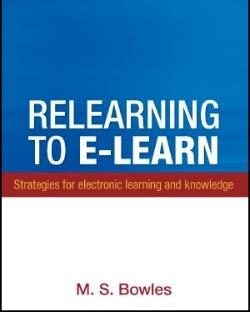 RELEARNING
TO E-LEARN
Strategies for electronic learning and knowledge
M. S. Bowles